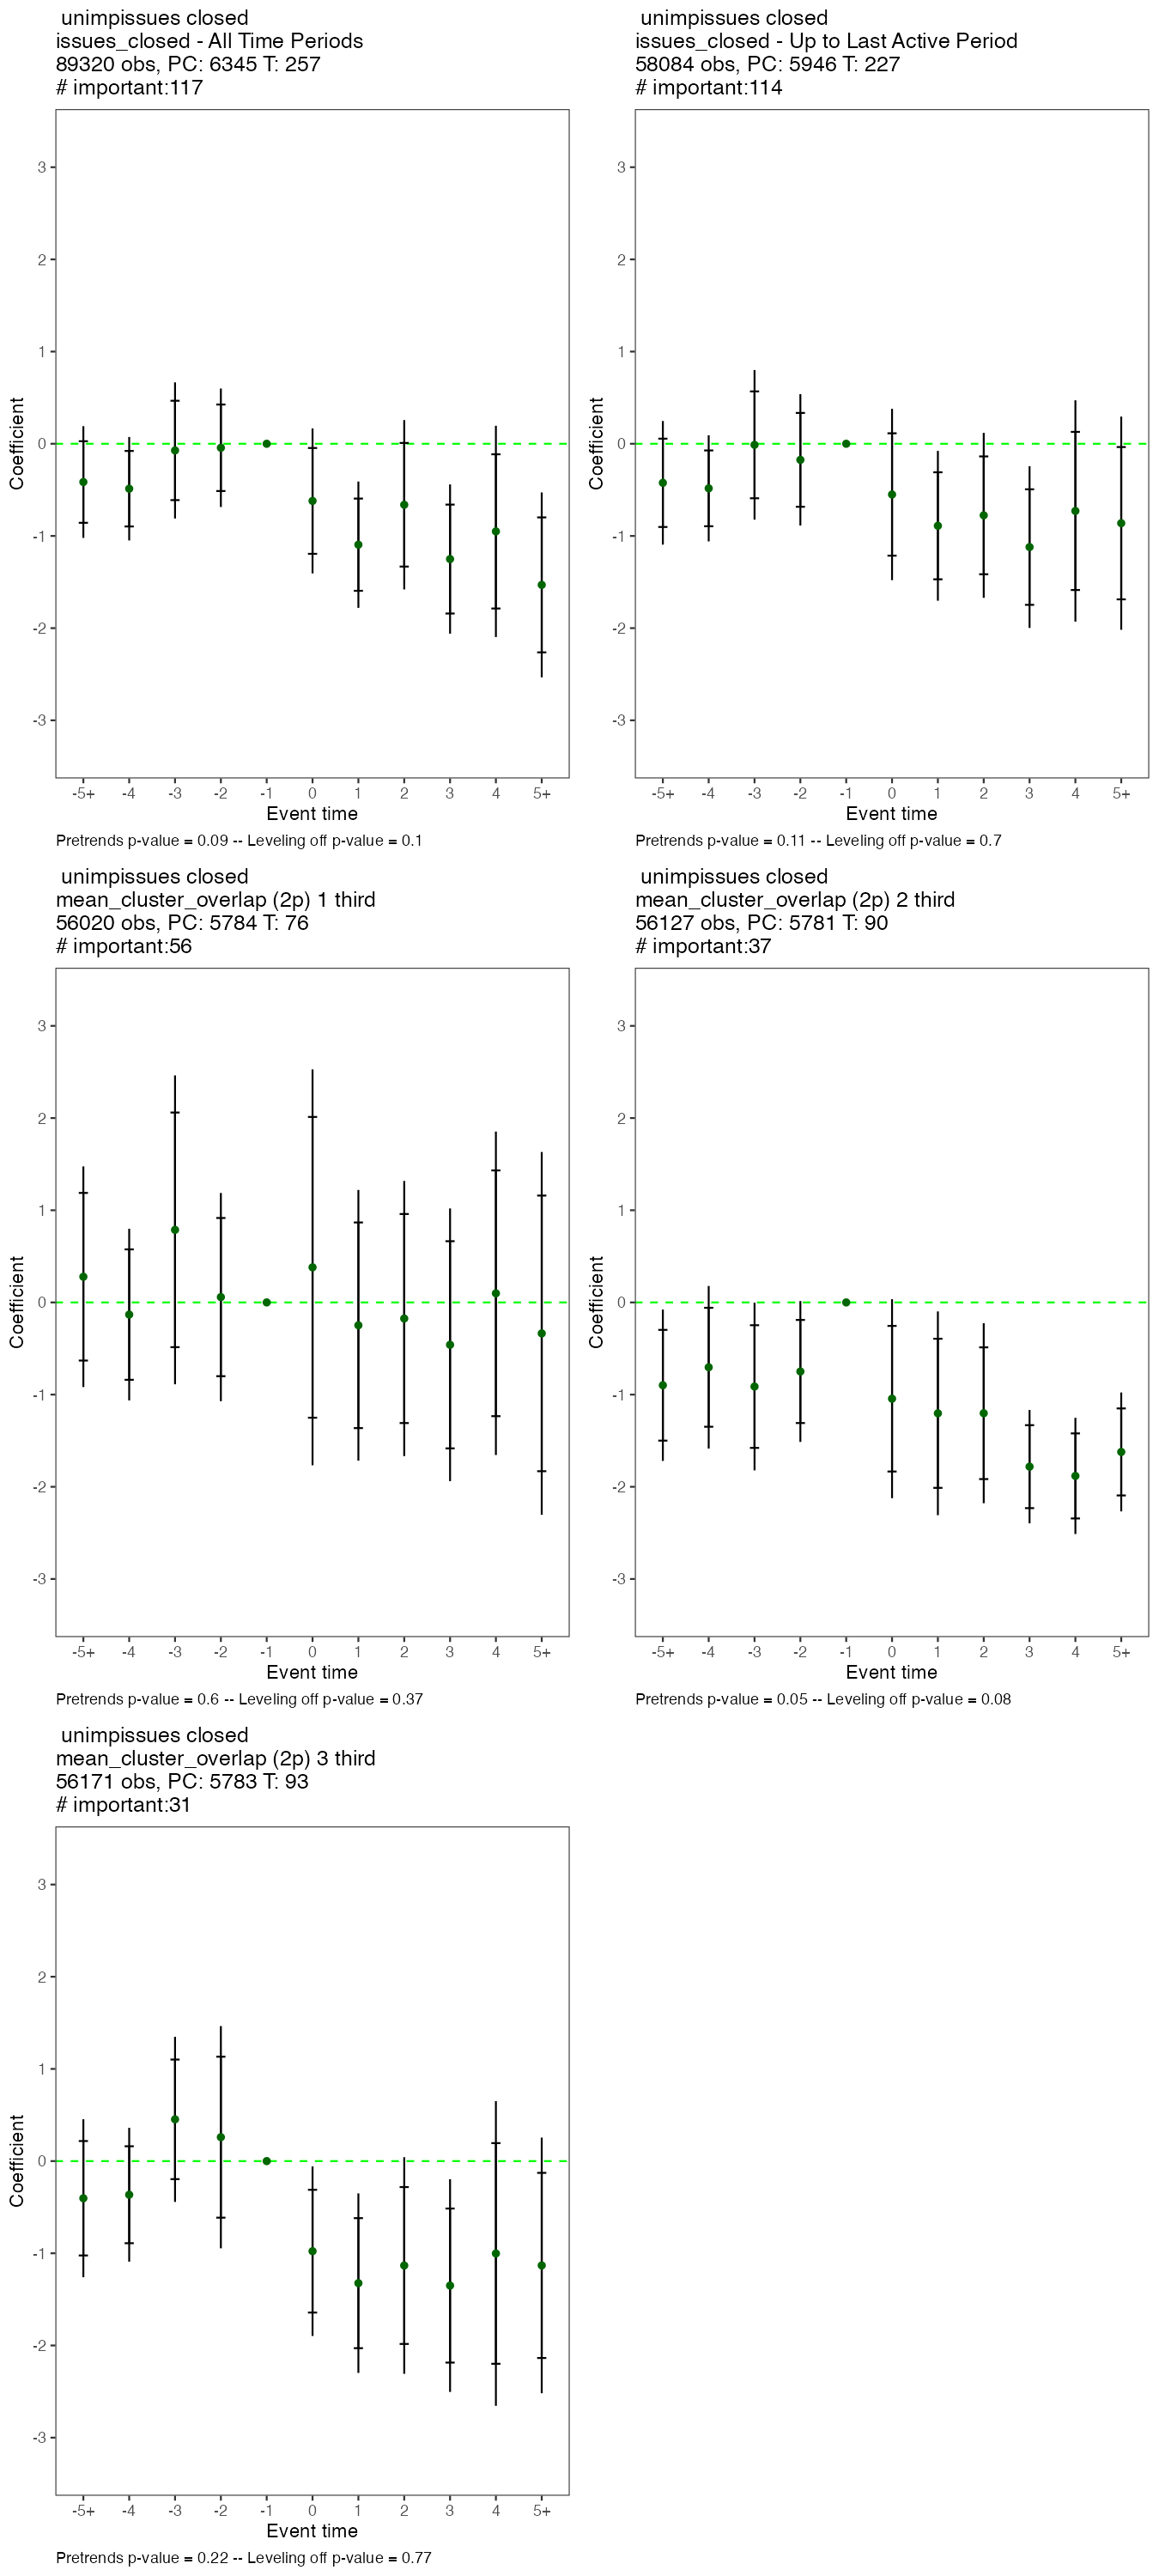 unimpissues closed
issues_closed - All Time Periods
89320 obs, PC: 6345 T: 257
# important:117
3
2
1
0
-1
-2
-3
Coefficient
-5+ -4 -3 -2 -1 0 1 2 3 4 5+
Event time
Pretrends p-value = 0.09 -- Leveling off p-value = 0.1
unimpissues closed
issues_closed - Up to Last Active Period
58084 obs, PC: 5946 T: 227
# important:114
3
2
1
0
-1
-2
-3
Coefficient
-5+ -4 -3 -2 -1 0 1 2 3 4 5+
Event time
Pretrends p-value = 0.11 -- Leveling off p-value = 0.7
unimpissues closed
mean_cluster_overlap (2p) 1 third
56020 obs, PC: 5784 T: 76
# important:56
3
2
1
0
-1
-2
-3
Coefficient
-5+ -4 -3 -2 -1 0 1 2 3 4 5+
Event time
Pretrends p-value = 0.6 -- Leveling off p-value = 0.37
unimpissues closed
mean_cluster_overlap (2p) 2 third
56127 obs, PC: 5781 T: 90
# important:37
3
2
1
0
-1
-2
-3
Coefficient
-5+ -4 -3 -2 -1 0 1 2 3 4 5+
Event time
Pretrends p-value = 0.05 -- Leveling off p-value = 0.08
unimpissues closed
mean_cluster_overlap (2p) 3 third
56171 obs, PC: 5783 T: 93
# important:31
3
2
1
0
-1
-2
-3
Coefficient
-5+ -4 -3 -2 -1 0 1 2 3 4 5+
Event time
Pretrends p-value = 0.22 -- Leveling off p-value = 0.77